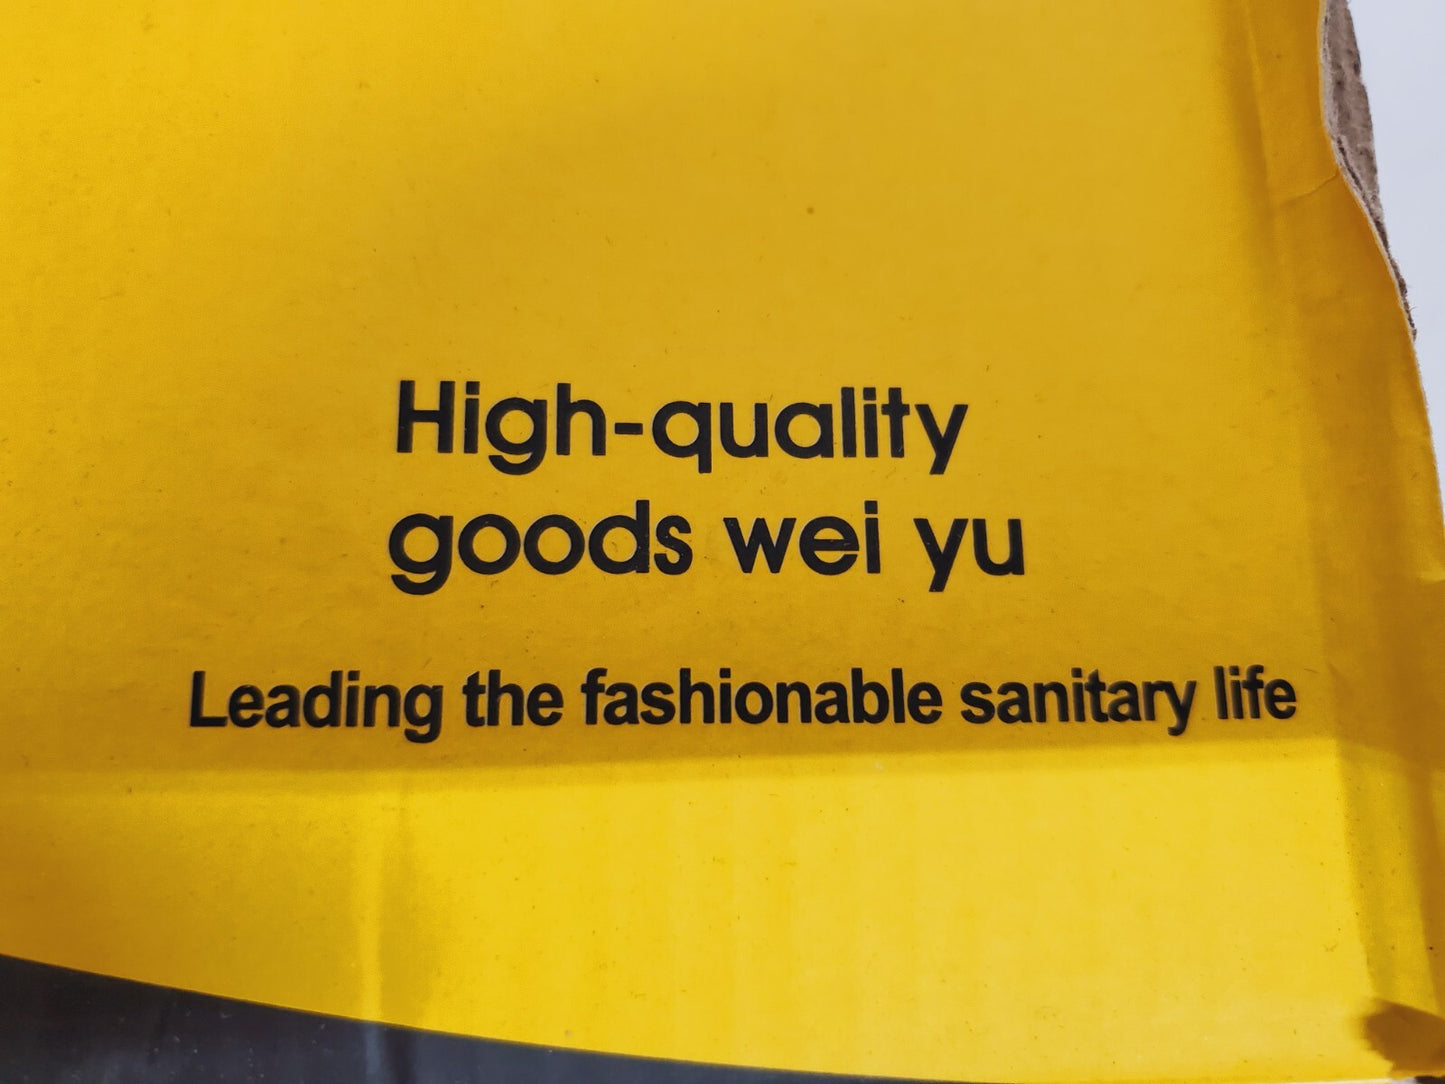 High-quality
goods wei yu
Leading the fashionable sanitary life